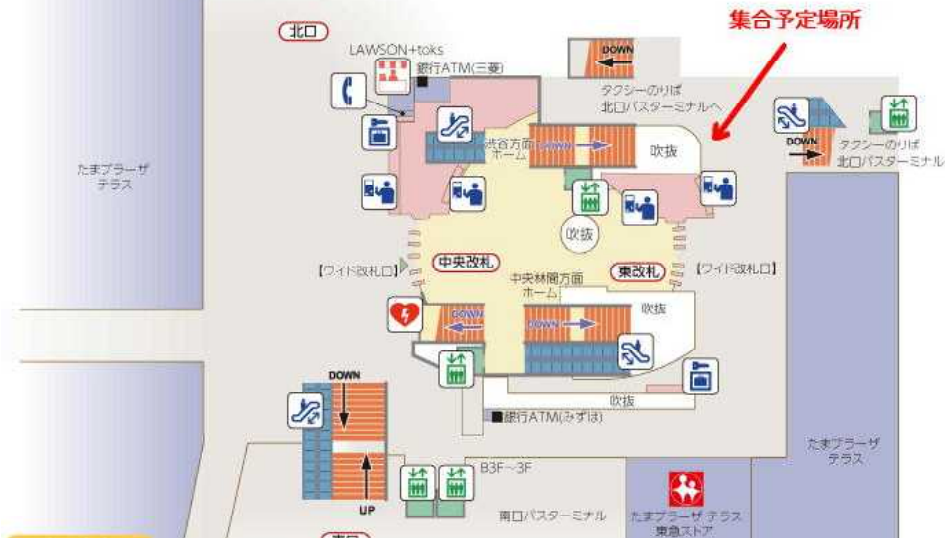 集合予定場所
北口
LAWSON+toks
銀行ATM(三菱)
DOWN
タクシーのりば
北口バスターミナルへ
渋谷方面
ホーム
DOWN
吹抜
DOWN
タクシーのりば
北口バスターミナル
たまプラーザ
テラス
吹抜
【ワイド改札口】
中央改札
中央林間方面
ホーム
東改札
【ワイド改札口】
吹抜
DOWN
DOWN
吹抜
■銀行ATM(みずほ)
DOWN
UP
B3F～3F
南口バスターミナル
たまプラーザ テラス
東急ストア
たまプラーザ
テラス